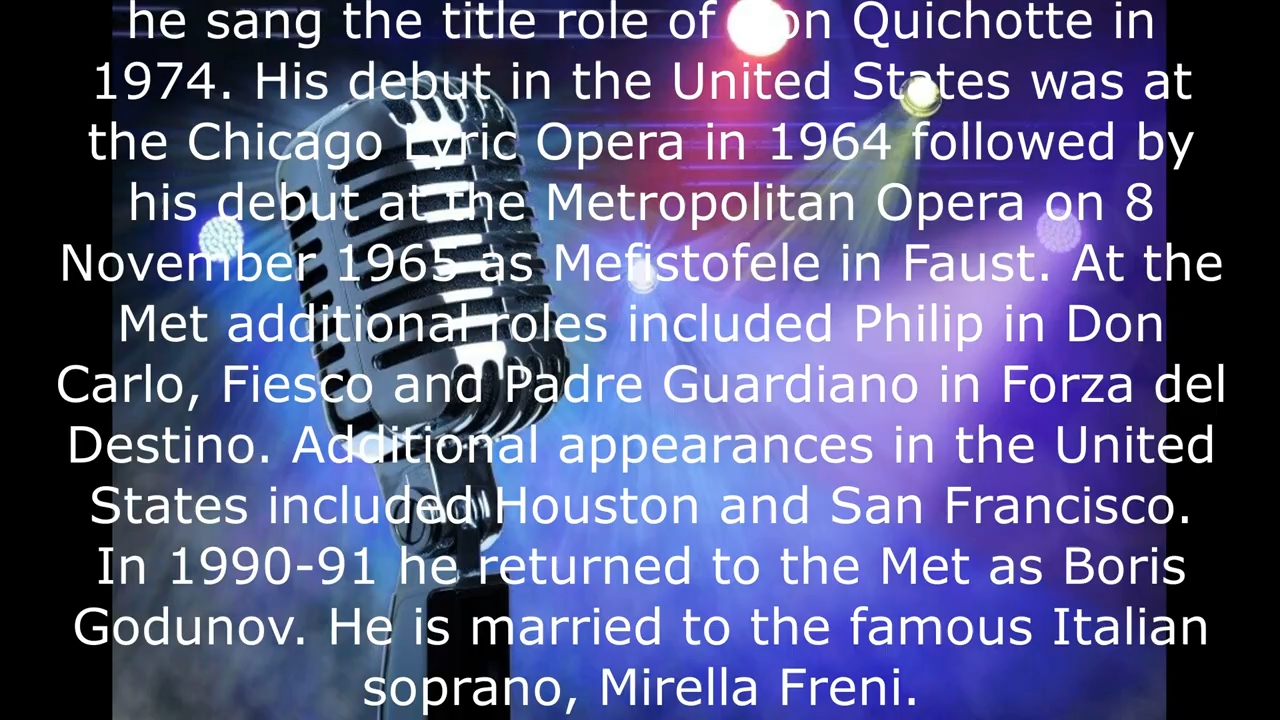 he sang the title role of Don Quichotte in
1974. His debut in the United States was at
the Chicago Lyric Opera in 1964 followed by
his debut at the Metropolitan Opera on 8
November 1965 as Mefistofele in Faust. At the
Met additional roles included Philip in Don
Carlo, Fiesco and Padre Guardiano in Forza del
Destino. Additional appearances in the United
States included Houston and San Francisco.
In 1990-91 he returned to the Met as Boris
Godunov. He is married to the famous Italian
soprano, Mirella Freni.